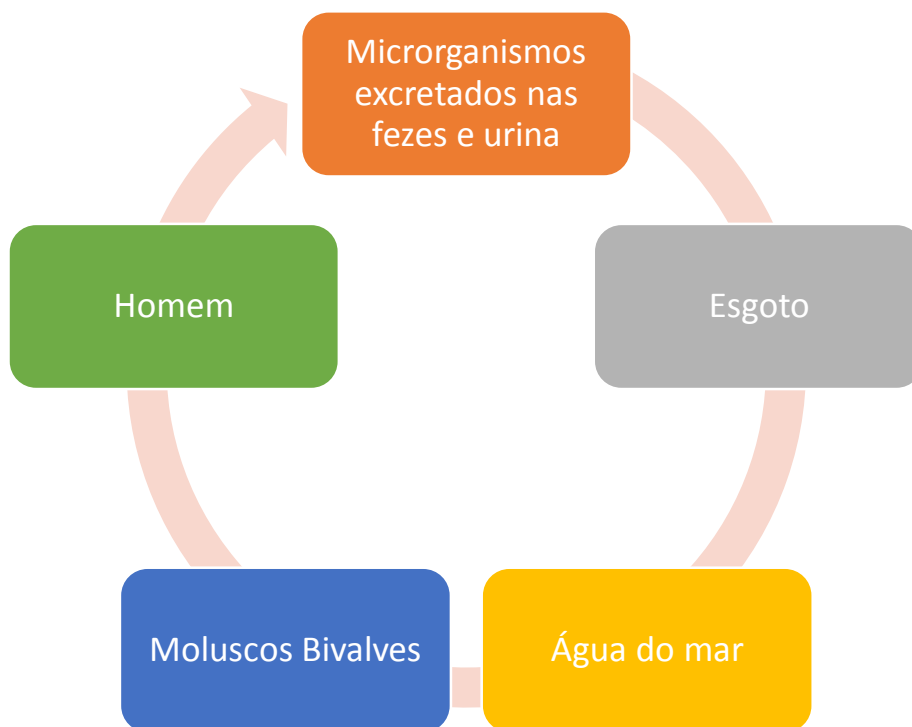 Microrganismos
excretados nas
fezes e urina
Homem
Esgoto
Moluscos Bivalves
Água do mar